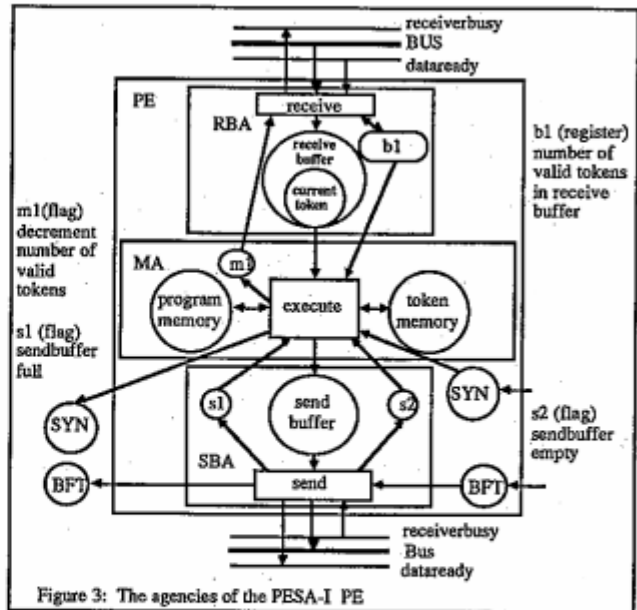 receiverbusy
BUS
dataready
PE
receive
RBA
b1
receive
buffer
current
token
b1 (register)
number of
valid tokens
in receive
buffer
m1(flag)
decrement
number of
valid
tokens
MA
m1
program
memory
execute
token
memory
s1 (flag)
sendbuffer
full
SYN
s1
send
buffer
s2
SYN
s2 (flag)
sendbuffer
empty
SBA
BFT
send
BFT
receiverbusy
Bus
dataready
Figure 3: The agencies of the PESA-I PE